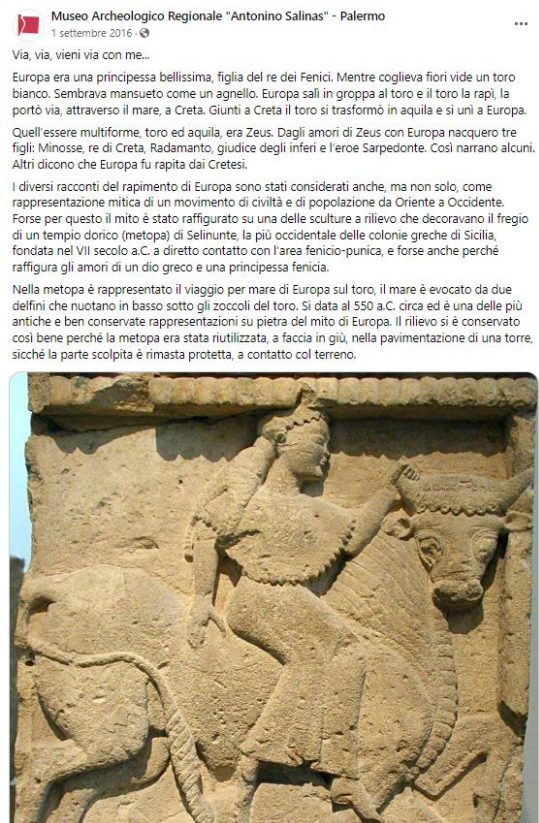 Museo Archeologico Regionale "Antonino Salinas" - Palermo
1 settembre 2016 ·
Via, via, vieni via con me...
Europa era una principessa bellissima, figlia del re dei Fenici. Mentre coglieva fiori vide un toro
bianco. Sembrava mansueto come un agnello. Europa salì in groppa al toro e il toro la rapì, la
portò via, attraverso il mare, a Creta. Giunti a Creta il toro si trasformò in aquila e si unì a Europa.
Quell'essere multiforme, toro ed aquila, era Zeus. Dagli amori di Zeus con Europa nacquero tre
figli: Minosse, re di Creta, Radamanto, giudice degli inferi e l'eroe Sarpedonte. Così narrano alcuni.
Altri dicono che Europa fu rapita dai Cretesi.
I diversi racconti del rapimento di Europa sono stati considerati anche, ma non solo, come
rappresentazione mitica di un movimento di civiltà e di popolazione da Oriente a Occidente.
Forse per questo il mito è stato raffigurato su una delle sculture a rilievo che decoravano il fregio
di un tempio dorico (metopa) di Selinunte, la più occidentale delle colonie greche di Sicilia,
fondata nel VII secolo a.C. a diretto contatto con l'area fenicio-punica, e forse anche perché
raffigura gli amori di un dio greco e una principessa fenicia.
Nella metopa è rappresentato il viaggio per mare di Europa sul toro, il mare è evocato da due
delfini che nuotano in basso sotto gli zoccoli del toro. Si data al 550 a.C. circa ed è una delle più
antiche e ben conservate rappresentazioni su pietra del mito di Europa. Il rilievo si è conservato
così bene perché la metopa era stata riutilizzata, a faccia in giù, nella pavimentazione di una torre,
sicché la parte scolpita è rimasta protetta, a contatto col terreno.